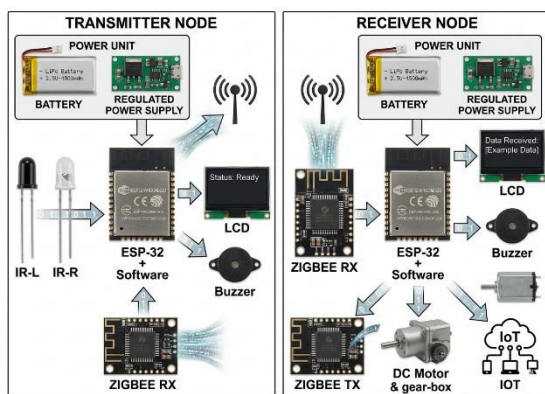 TRANSMITTER NODE
POWER UNIT
BATTERY
REGULATED
POWER SUPPLY
IR-L
IR-R
ESP-32
+
Software
Status: Ready
LCD
Buzzer
ZIGBEE RX
RECEIVER NODE
POWER UNIT
BATTERY
REGULATED
POWER SUPPLY
ZIGBEE RX
ESP-32
+
Software
Data Received:
[Example Data]
LCD
Buzzer
ZIGBEE TX
DC Motor
& gear-box
IoT
IOT